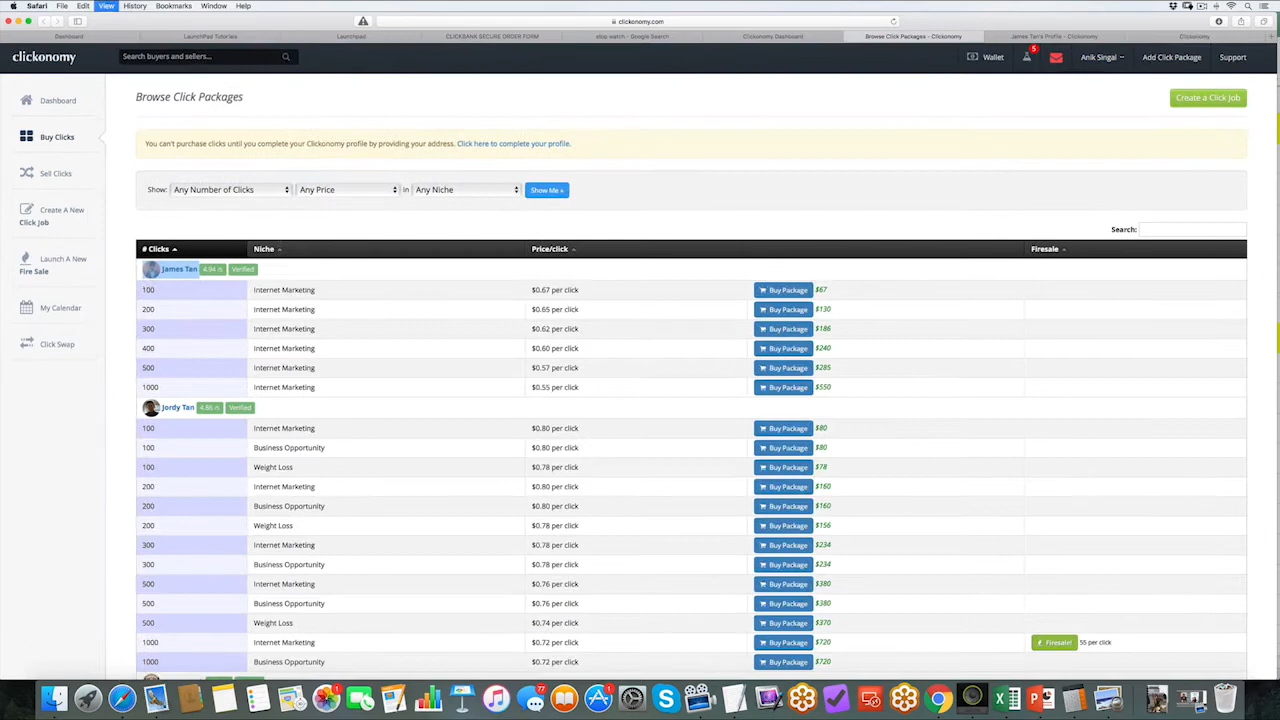 Safari File Edit View History Bookmarks Window Help
clickonomy.com
Dashboard LaunchPad Tutorials Launchpad CLICKBANK SECURE ORDER FORM stop watch - Google Search Clickonomy Dashboard Browse Click Packages - Clickonomy James Tan's Profile - Clickonomy Clickonomy
clickonomy Search buyers and sellers... Wallet 5 Anik Singal Add Click Package Support
Dashboard
Buy Clicks
Sell Clicks
Create A New
Click Job
Launch A New
Fire Sale
My Calendar
Click Swap
Browse Click Packages Create a Click Job
You can't purchase clicks until you complete your Clickonomy profile by providing your address. Click here to complete your profile.
Show: Any Number of Clicks Any Price in Any Niche Show Me »
Search:
# Clicks Niche Price/click Firesale
James Tan 4.94 Verified
100 Internet Marketing $0.67 per click Buy Package $67
200 Internet Marketing $0.65 per click Buy Package $130
300 Internet Marketing $0.62 per click Buy Package $186
400 Internet Marketing $0.60 per click Buy Package $240
500 Internet Marketing $0.57 per click Buy Package $285
1000 Internet Marketing $0.55 per click Buy Package $550
Jordy Tan 4.86 Verified
100 Internet Marketing $0.80 per click Buy Package $80
100 Business Opportunity $0.80 per click Buy Package $80
100 Weight Loss $0.78 per click Buy Package $78
200 Internet Marketing $0.80 per click Buy Package $160
200 Business Opportunity $0.80 per click Buy Package $160
200 Weight Loss $0.78 per click Buy Package $156
300 Internet Marketing $0.78 per click Buy Package $234
300 Business Opportunity $0.78 per click Buy Package $234
500 Internet Marketing $0.76 per click Buy Package $380
500 Business Opportunity $0.76 per click Buy Package $380
500 Weight Loss $0.74 per click Buy Package $370
1000 Internet Marketing $0.72 per click Buy Package $720 Firesale! 55 per click
1000 Business Opportunity $0.72 per click Buy Package $720
1 77 1